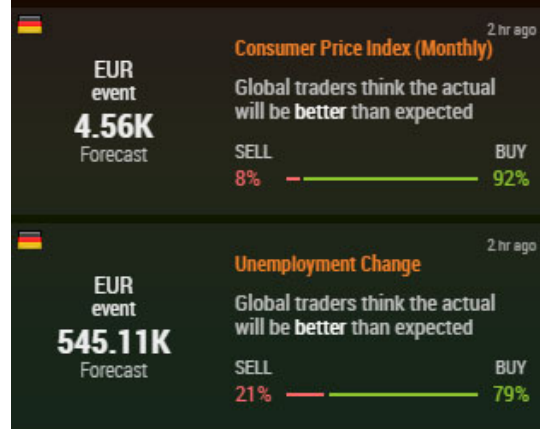 2 hr ago
Consumer Price Index (Monthly)
EUR
event
4.56K
Forecast
Global traders think the actual
will be better than expected
SELL BUY
8% 92%
2 hr ago
Unemployment Change
EUR
event
545.11K
Forecast
Global traders think the actual
will be better than expected
SELL BUY
21% 79%